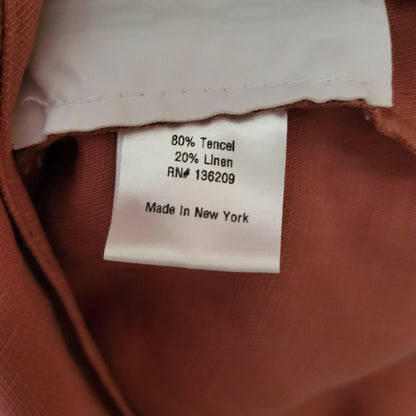 80% Tencel
20% Linen
RN# 136209
Made In New York